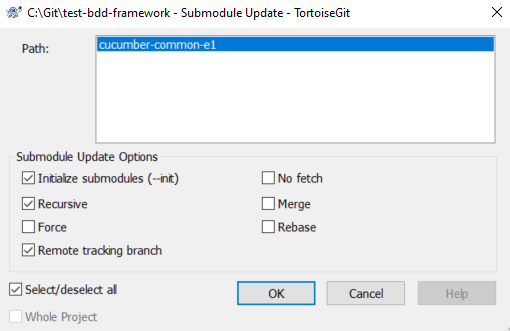 C:\Git\test-bdd-framework - Submodule Update - TortoiseGit
Path:
cucumber-common-e1
Submodule Update Options
Initialize submodules (--init)
No fetch
Recursive
Merge
Force
Rebase
Remote tracking branch
Select/deselect all
OK
Cancel
Help
Whole Project